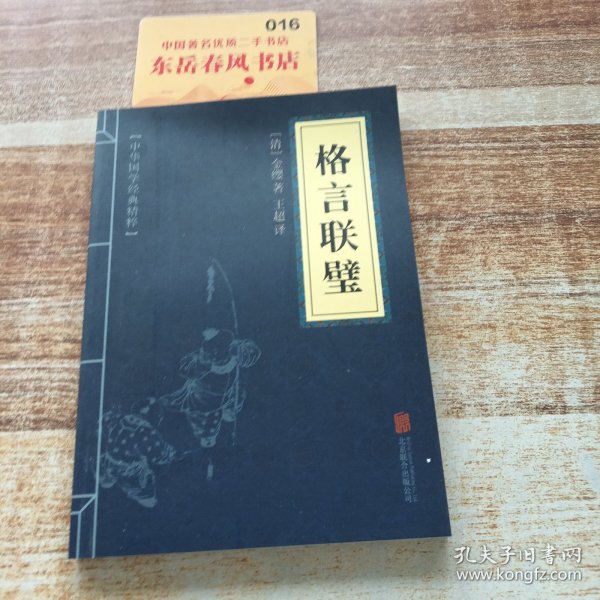 016
中国著名优质二手书店
东岳春风书店
格言联璧
[清]金缨著 王超译
【中华国学经典精粹】
北京联合出版公司
孔夫子旧书网
www.kongfz.com